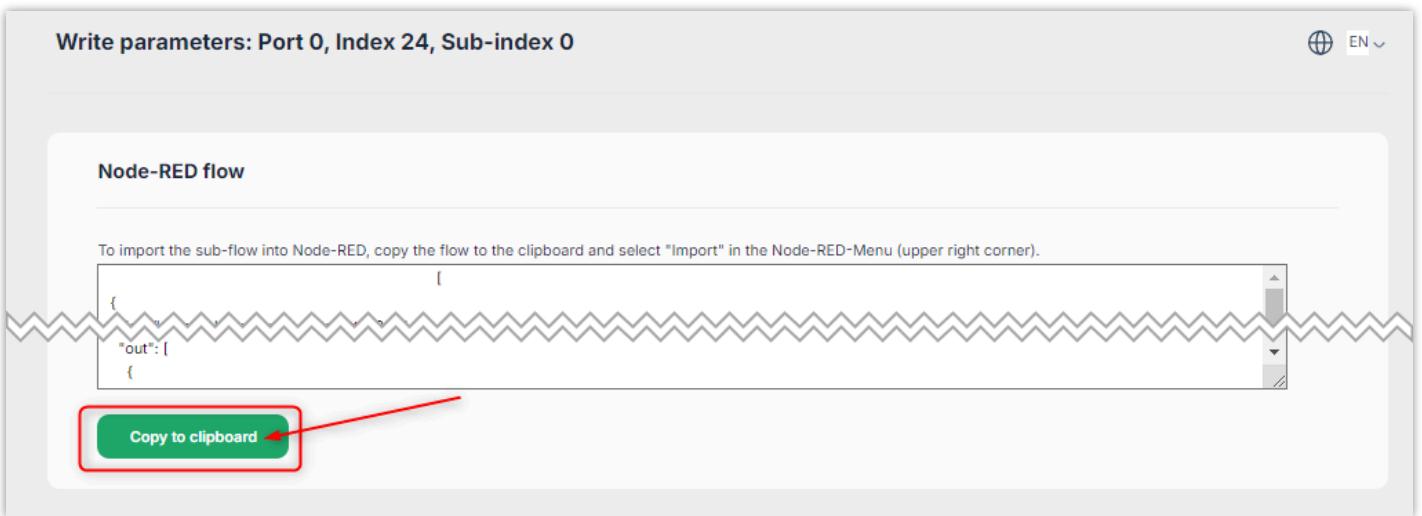 Write parameters: Port 0, Index 24, Sub-index 0
EN
Node-RED flow
To import the sub-flow into Node-RED, copy the flow to the clipboard and select "Import" in the Node-RED-Menu (upper right corner).
[
{
"out": [
{
Copy to clipboard